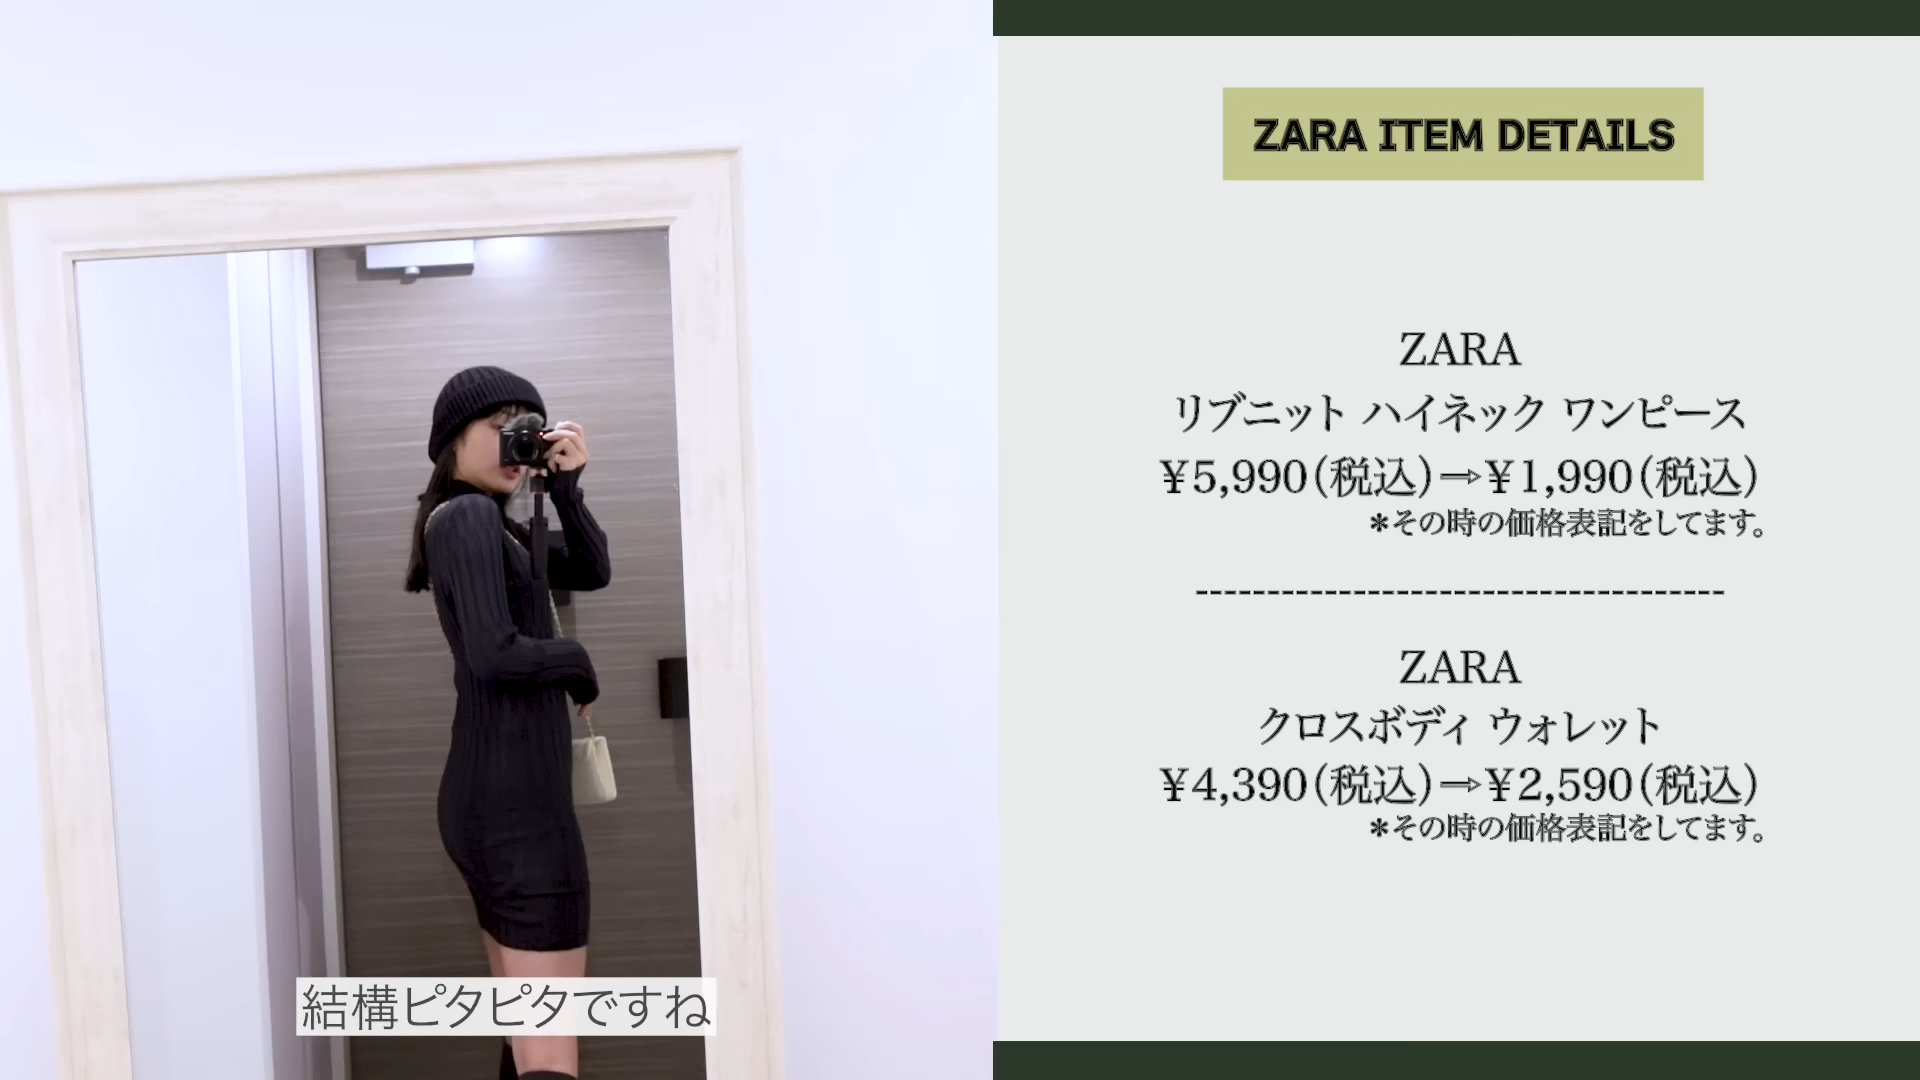 ZARA ITEM DETAILS
ZARA
リブニット ハイネック ワンピース
¥5,990(税込)⇒¥1,990(税込)
*その時の価格表記をしてます。
ZARA
クロスボディ ウォレット
¥4,390(税込)⇒¥2,590(税込)
*その時の価格表記をしてます。
結構ピタピタですね